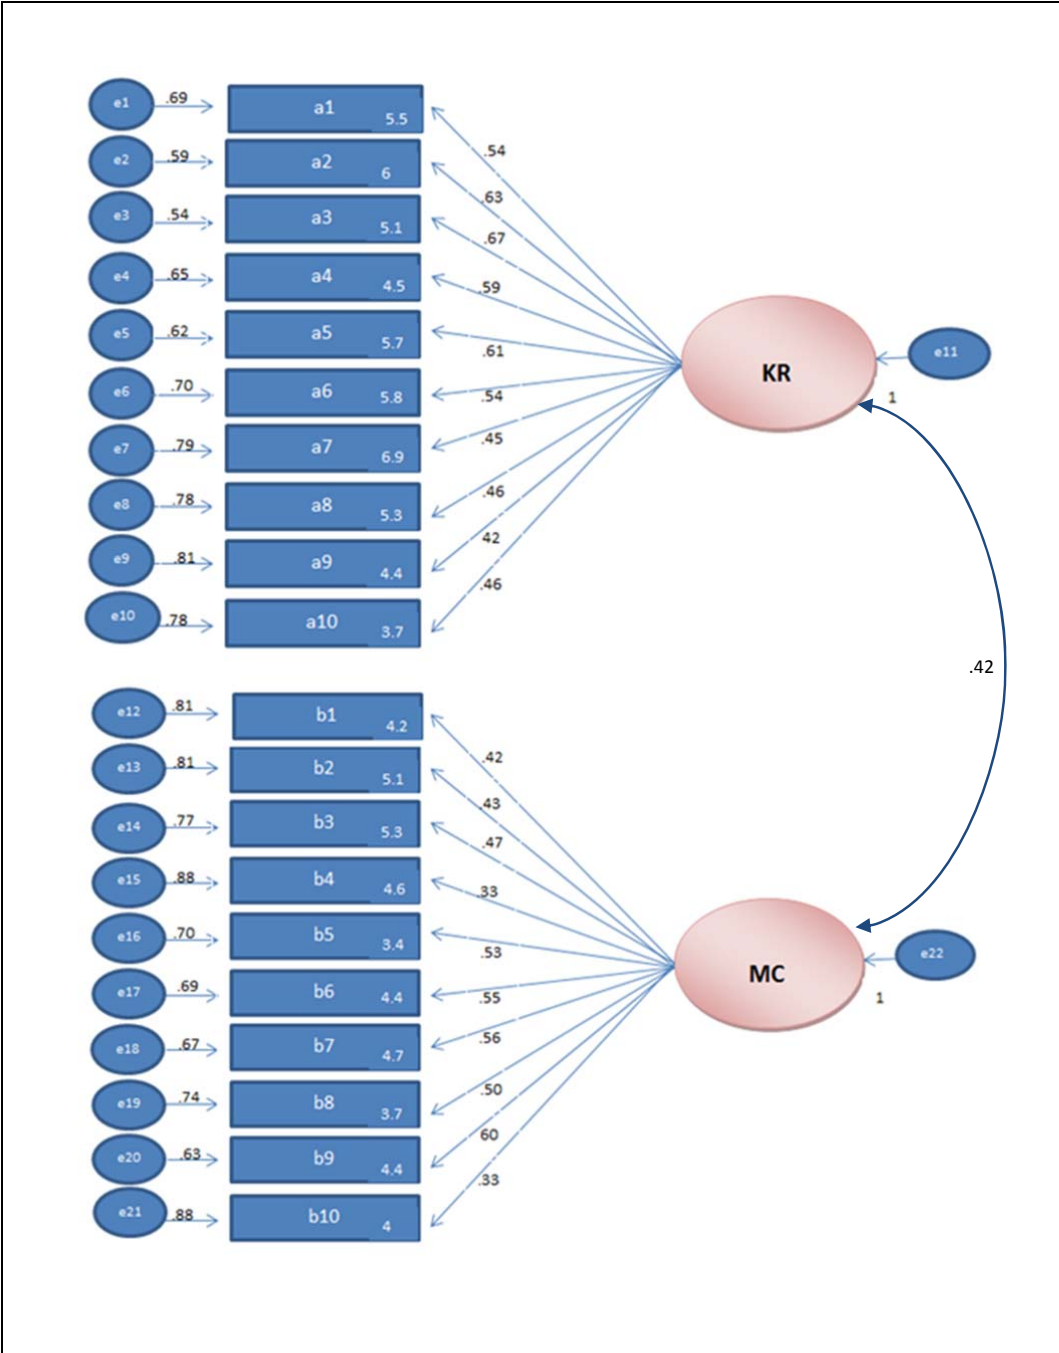 e1 .69 a1 5.5
.54
e2 .59 a2 6
.63
e3 .54 a3 5.1
.67
e4 .65 a4 4.5
.59
e5 .62 a5 5.7
.61
e6 .70 a6 5.8
.54
e7 .79 a7 6.9
.45
e8 .78 a8 5.3
.46
e9 .81 a9 4.4
42
e10 .78 a10 3.7
.46
KR
e11
1
.42
e12 .81 b1 4.2
.42
e13 .81 b2 5.1
.43
e14 .77 b3 5.3
.47
e15 .88 b4 4.6
.33
e16 .70 b5 3.4
.53
e17 .69 b6 4.4
.55
e18 .67 b7 4.7
.56
e19 .74 b8 3.7
.50
e20 .63 b9 4.4
60
e21 .88 b10 4
.33
MC
e22
1